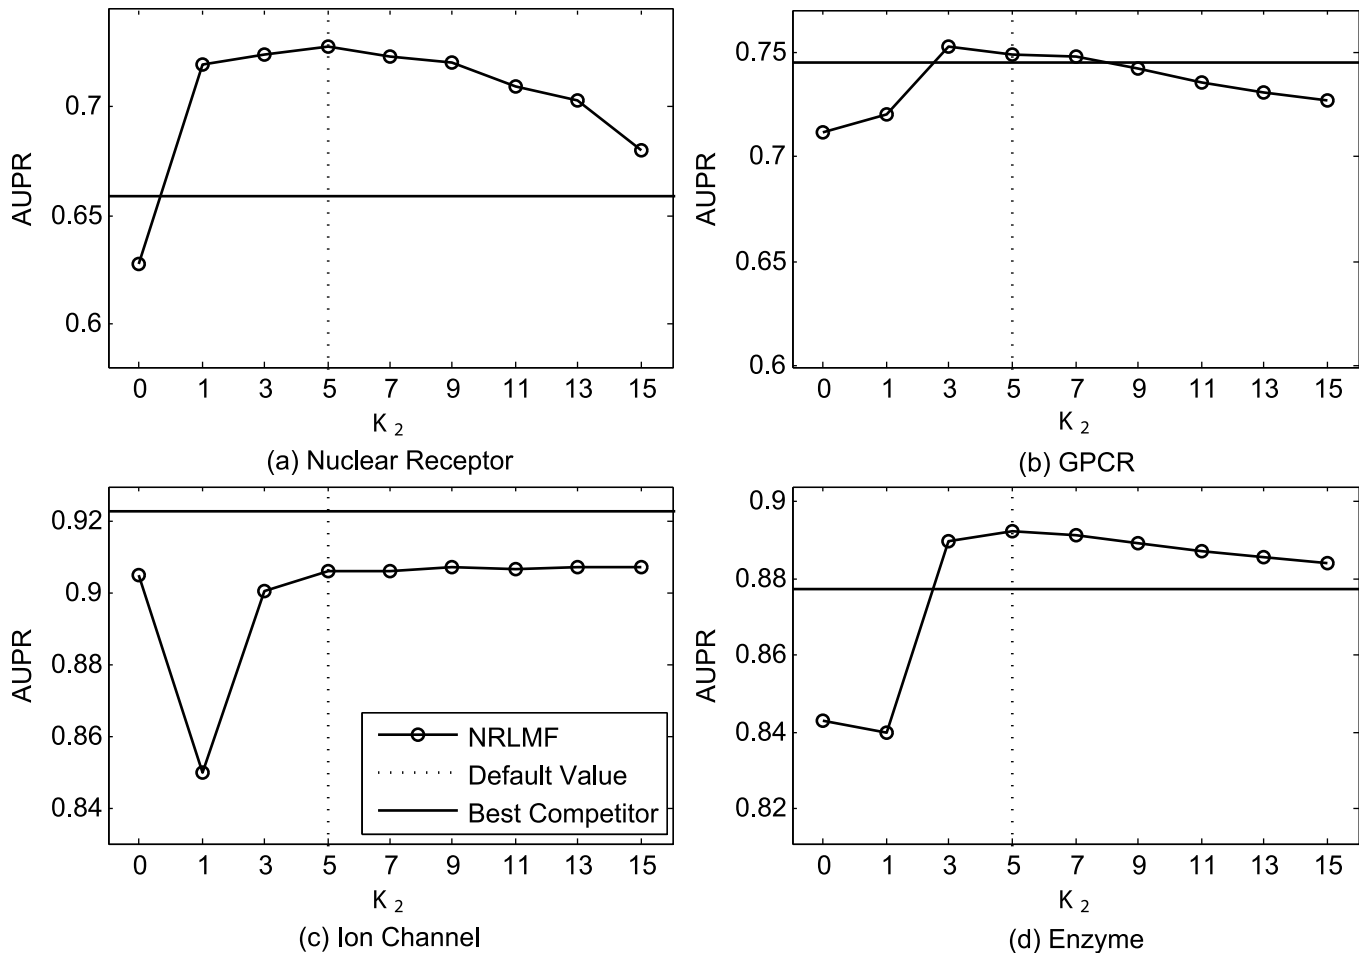 0.7
0.65
0.6
AUPR
0 1 3 5 7 9 11 13 15
K 2
(a) Nuclear Receptor
0.75
0.7
0.65
0.6
AUPR
0 1 3 5 7 9 11 13 15
K 2
(b) GPCR
0.92
0.9
0.88
0.86
0.84
AUPR
NRLMF
Default Value
Best Competitor
0 1 3 5 7 9 11 13 15
K 2
(c) Ion Channel
0.9
0.88
0.86
0.84
0.82
AUPR
0 1 3 5 7 9 11 13 15
K 2
(d) Enzyme